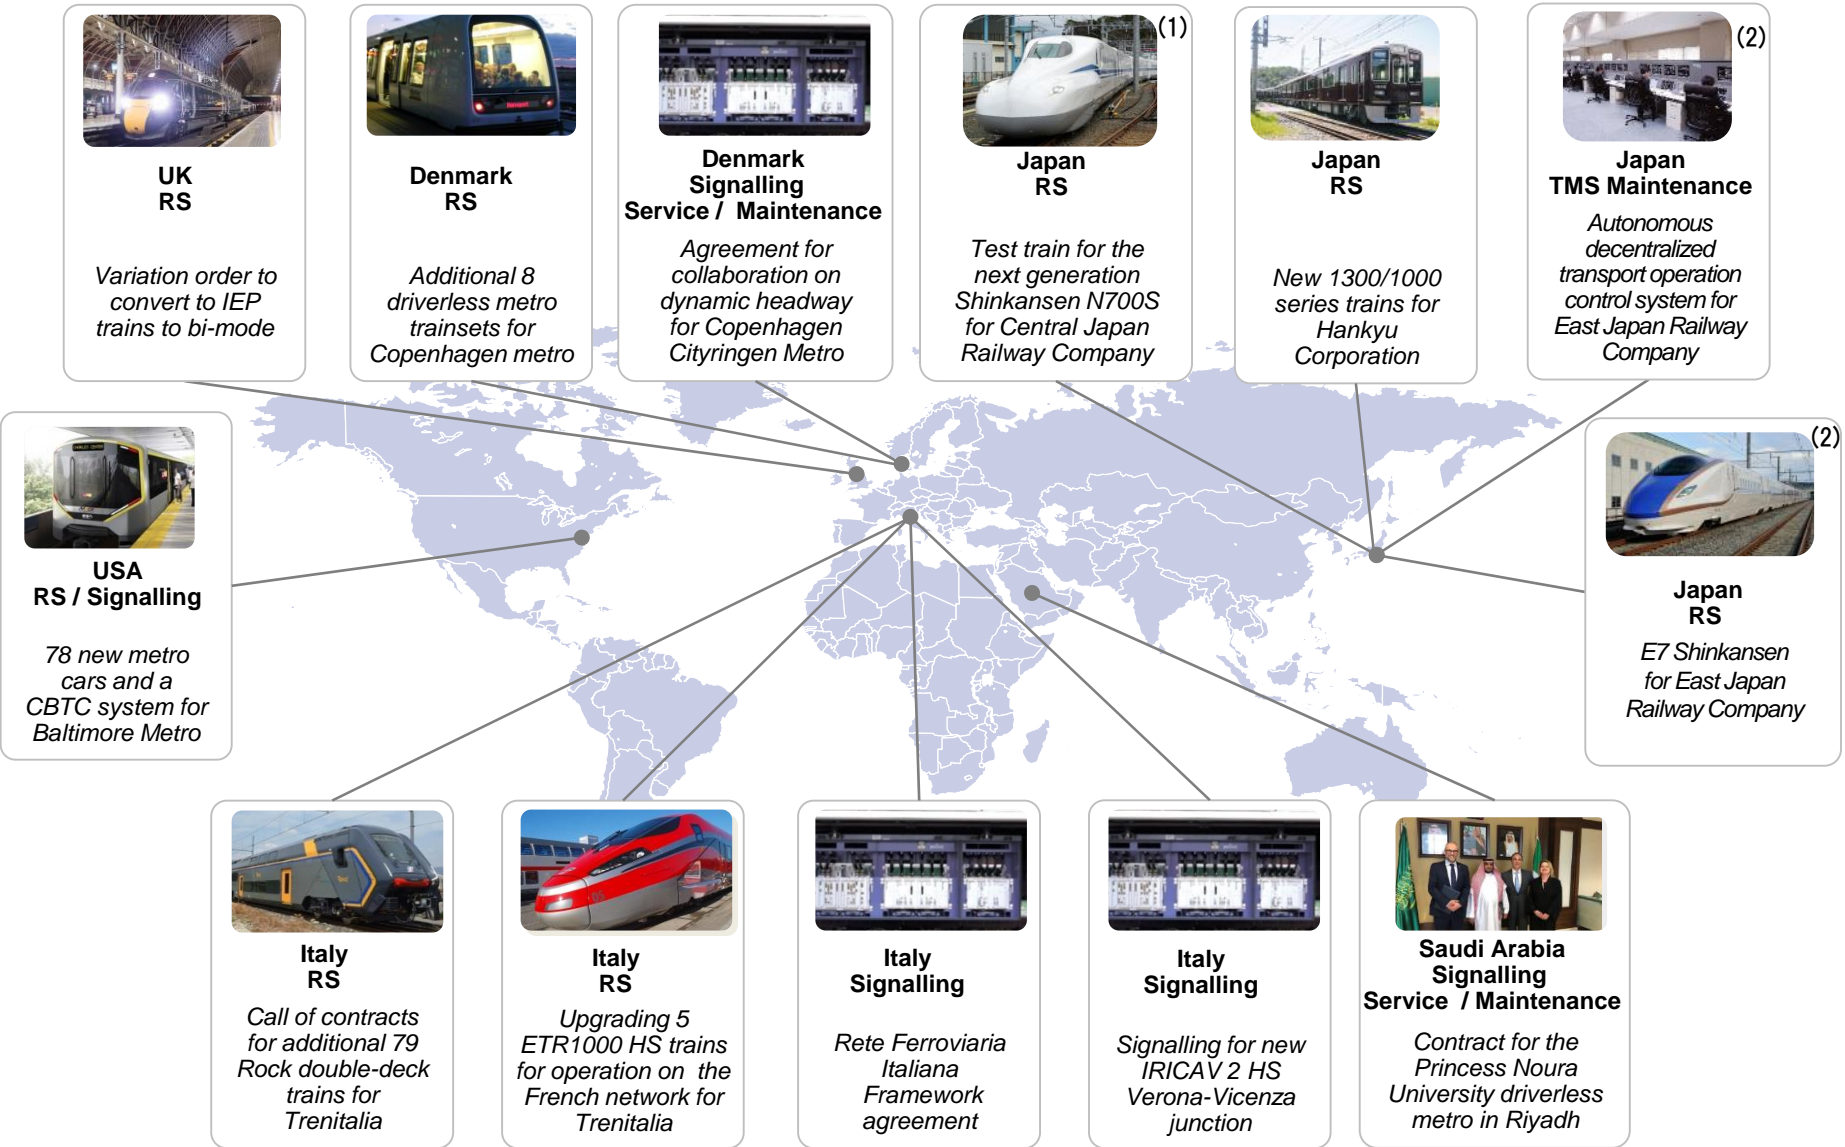 (1)
(2)
UK
RS
Variation order to
convert to IEP
trains to bi-mode
Denmark
RS
Additional 8
driverless metro
trainsets for
Copenhagen metro
Denmark
Signalling
Service / Maintenance
Agreement for
collaboration on
dynamic headway
for Copenhagen
Cityringen Metro
Japan
RS
Test train for the
next generation
Shinkansen N700S
for Central Japan
Railway Company
Japan
RS
New 1300/1000
series trains for
Hankyu
Corporation
Japan
TMS Maintenance
Autonomous
decentralized
transport operation
control system for
East Japan Railway
Company
USA
RS / Signalling
78 new metro
cars and a
CBTC system for
Baltimore Metro
(2)
Japan
RS
E7 Shinkansen
for East Japan
Railway Company
Italy
RS
Call of contracts
for additional 79
Rock double-deck
trains for
Trenitalia
Italy
RS
Upgrading 5
ETR1000 HS trains
for operation on the
French network for
Trenitalia
Italy
Signalling
Rete Ferroviaria
Italiana
Framework
agreement
Italy
Signalling
Signalling for new
IRICAV 2 HS
Verona-Vicenza
junction
Saudi Arabia
Signalling
Service / Maintenance
Contract for the
Princess Noura
University driverless
metro in Riyadh